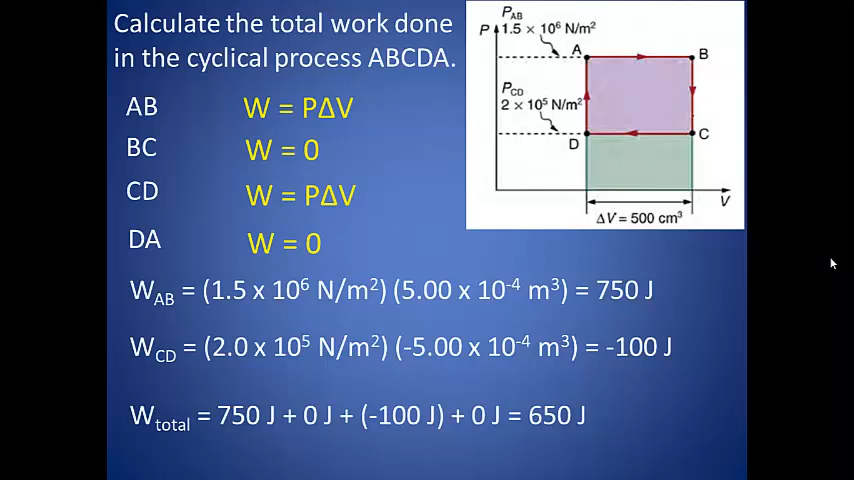 Calculate the total work done
in the cyclical process ABCDA.
AB W = PΔV
BC W = 0
CD W = PΔV
DA W = 0
W_AB = (1.5 x 10⁶ N/m²) (5.00 x 10⁻⁴ m³) = 750 J
W_CD = (2.0 x 10⁵ N/m²) (-5.00 x 10⁻⁴ m³) = -100 J
W_total = 750 J + 0 J + (-100 J) + 0 J = 650 J
P_AB
P 1.5 × 10⁶ N/m²
A B
P_CD
2 × 10⁵ N/m²
D C
V
ΔV = 500 cm³